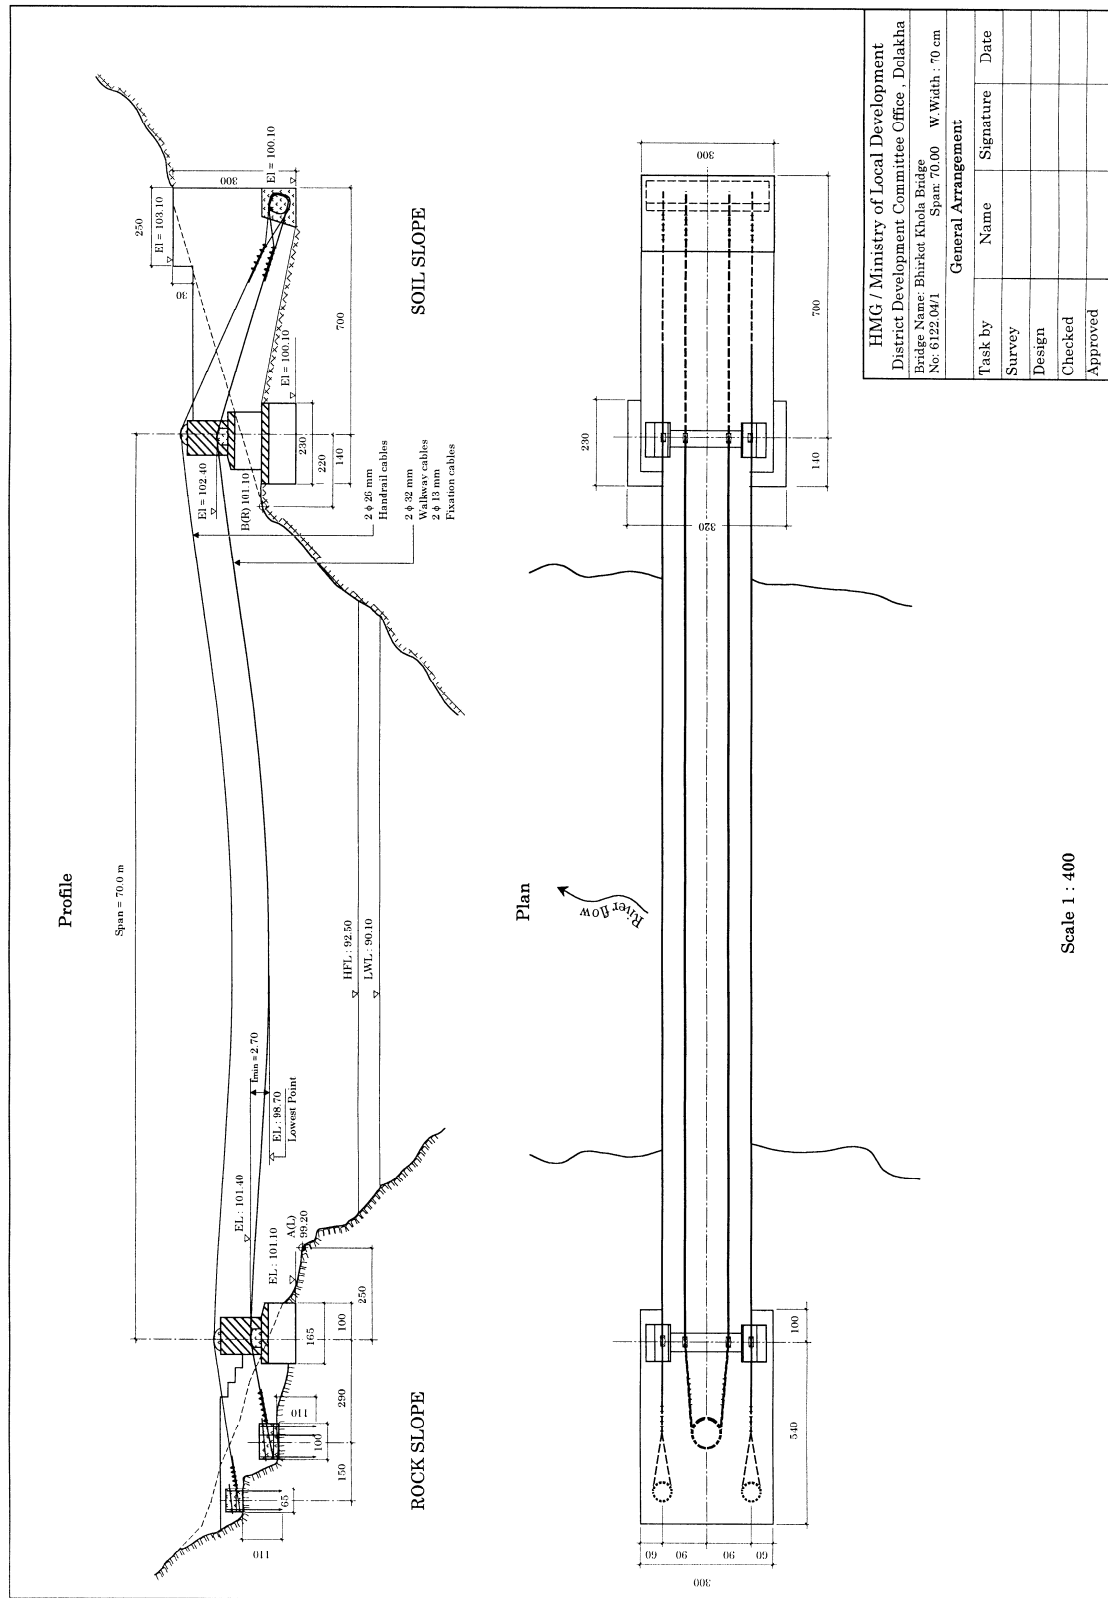 Profile
Span = 70.0 m
250
El = 103.10
30
300
El = 100.10
El = 100.10
700
SOIL SLOPE
El = 102.40
B(R) 101.10
230
220
140
2 ϕ 26 mm
Handrail cables
2 ϕ 32 mm
Walkway cables
2 ϕ 13 mm
Fixation cables
HFL : 92.50
LWL : 90.10
fmin = 2.70
EL : 98.70
Lowest Point
EL : 101.40
EL : 101.10
A(L)
99.20
250
165
100
290
110
100
150
65
110
ROCK SLOPE
Plan
River flow
300
700
230
140
320
100
540
60
90
90
60
300
Scale 1 : 400
HMG / Ministry of Local Development
District Development Committee Office , Dolakha
Bridge Name: Bhirkot Khola Bridge
No: 6122.04/1 Span: 70.00 W.Width : 70 cm
General Arrangement
Task by Name Signature Date
Survey
Design
Checked
Approved